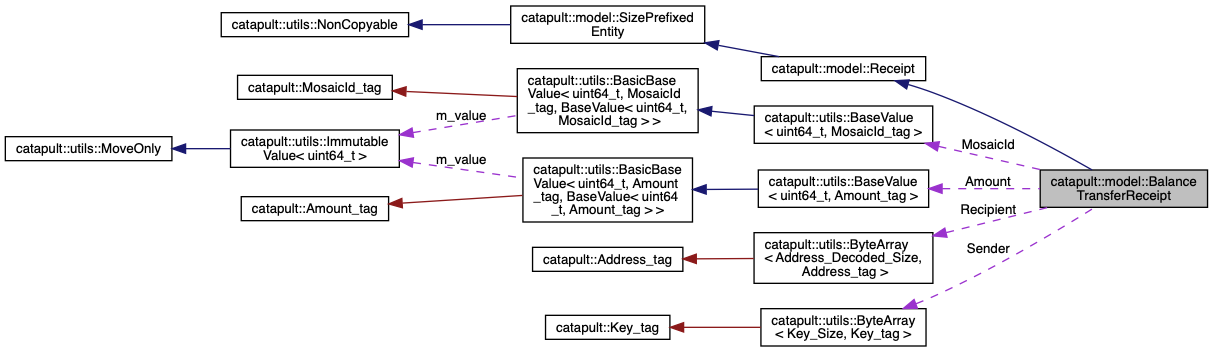 catapult::utils::NonCopyable
catapult::model::SizePrefixed
Entity
catapult::model::Receipt
catapult::MosaicId_tag
catapult::utils::BasicBase
Value< uint64_t, MosaicId
_tag, BaseValue< uint64_t,
MosaicId_tag > >
m_value
catapult::utils::BaseValue
< uint64_t, MosaicId_tag >
MosaicId
catapult::utils::MoveOnly
catapult::utils::Immutable
Value< uint64_t >
m_value
catapult::utils::BasicBase
Value< uint64_t, Amount
_tag, BaseValue< uint64
_t, Amount_tag > >
catapult::utils::BaseValue
< uint64_t, Amount_tag >
Amount
catapult::model::Balance
TransferReceipt
catapult::Amount_tag
Recipient
catapult::Address_tag
catapult::utils::ByteArray
< Address_Decoded_Size,
Address_tag >
Sender
catapult::Key_tag
catapult::utils::ByteArray
< Key_Size, Key_tag >